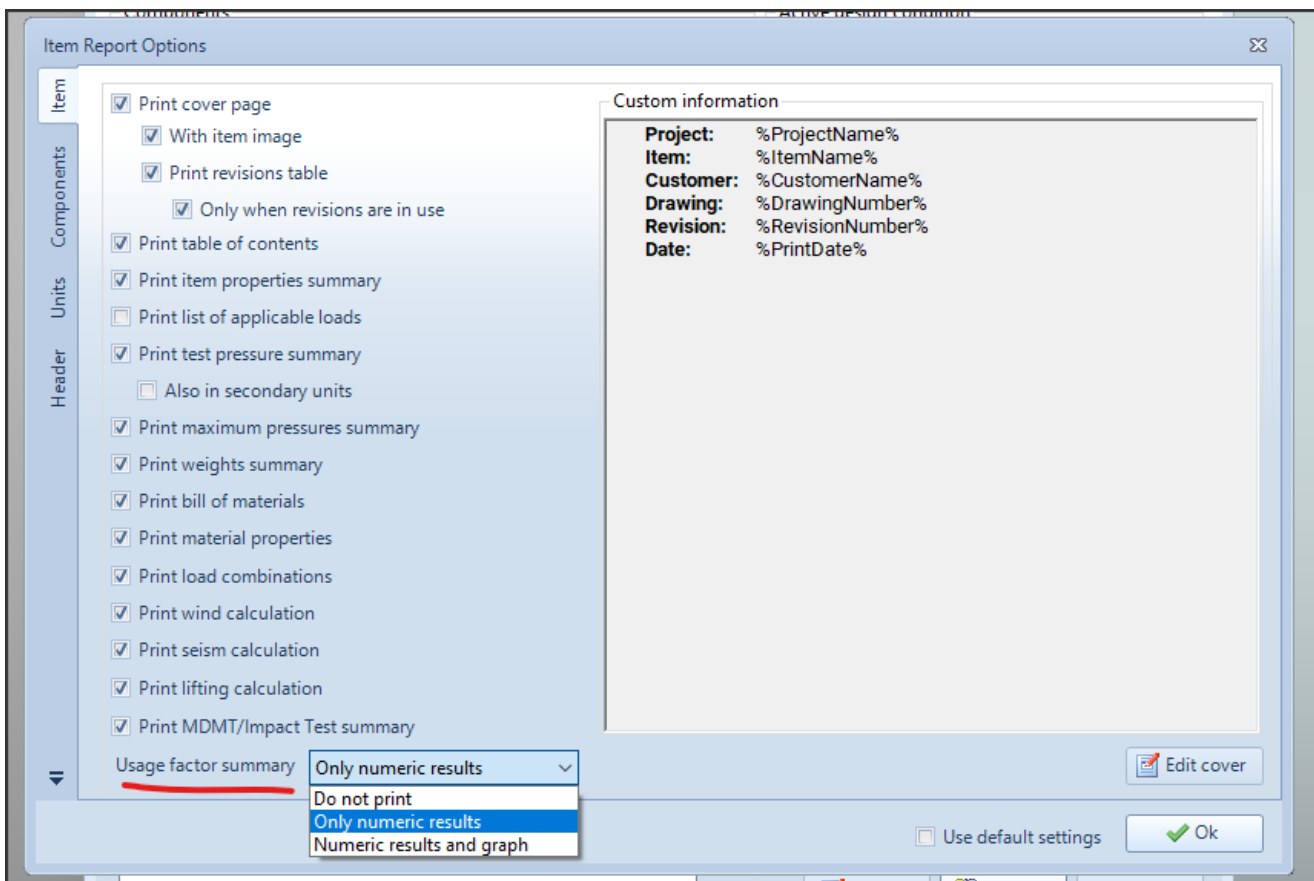 Components
Active design condition
Item Report Options
Item
Components
Units
Header
Print cover page
With item image
Print revisions table
Only when revisions are in use
Print table of contents
Print item properties summary
Print list of applicable loads
Print test pressure summary
Also in secondary units
Print maximum pressures summary
Print weights summary
Print bill of materials
Print material properties
Print load combinations
Print wind calculation
Print seism calculation
Print lifting calculation
Print MDMT/Impact Test summary
Usage factor summary
Only numeric results
Do not print
Only numeric results
Numeric results and graph
Custom information
Project: %ProjectName%
Item: %ItemName%
Customer: %CustomerName%
Drawing: %DrawingNumber%
Revision: %RevisionNumber%
Date: %PrintDate%
Edit cover
Use default settings
Ok